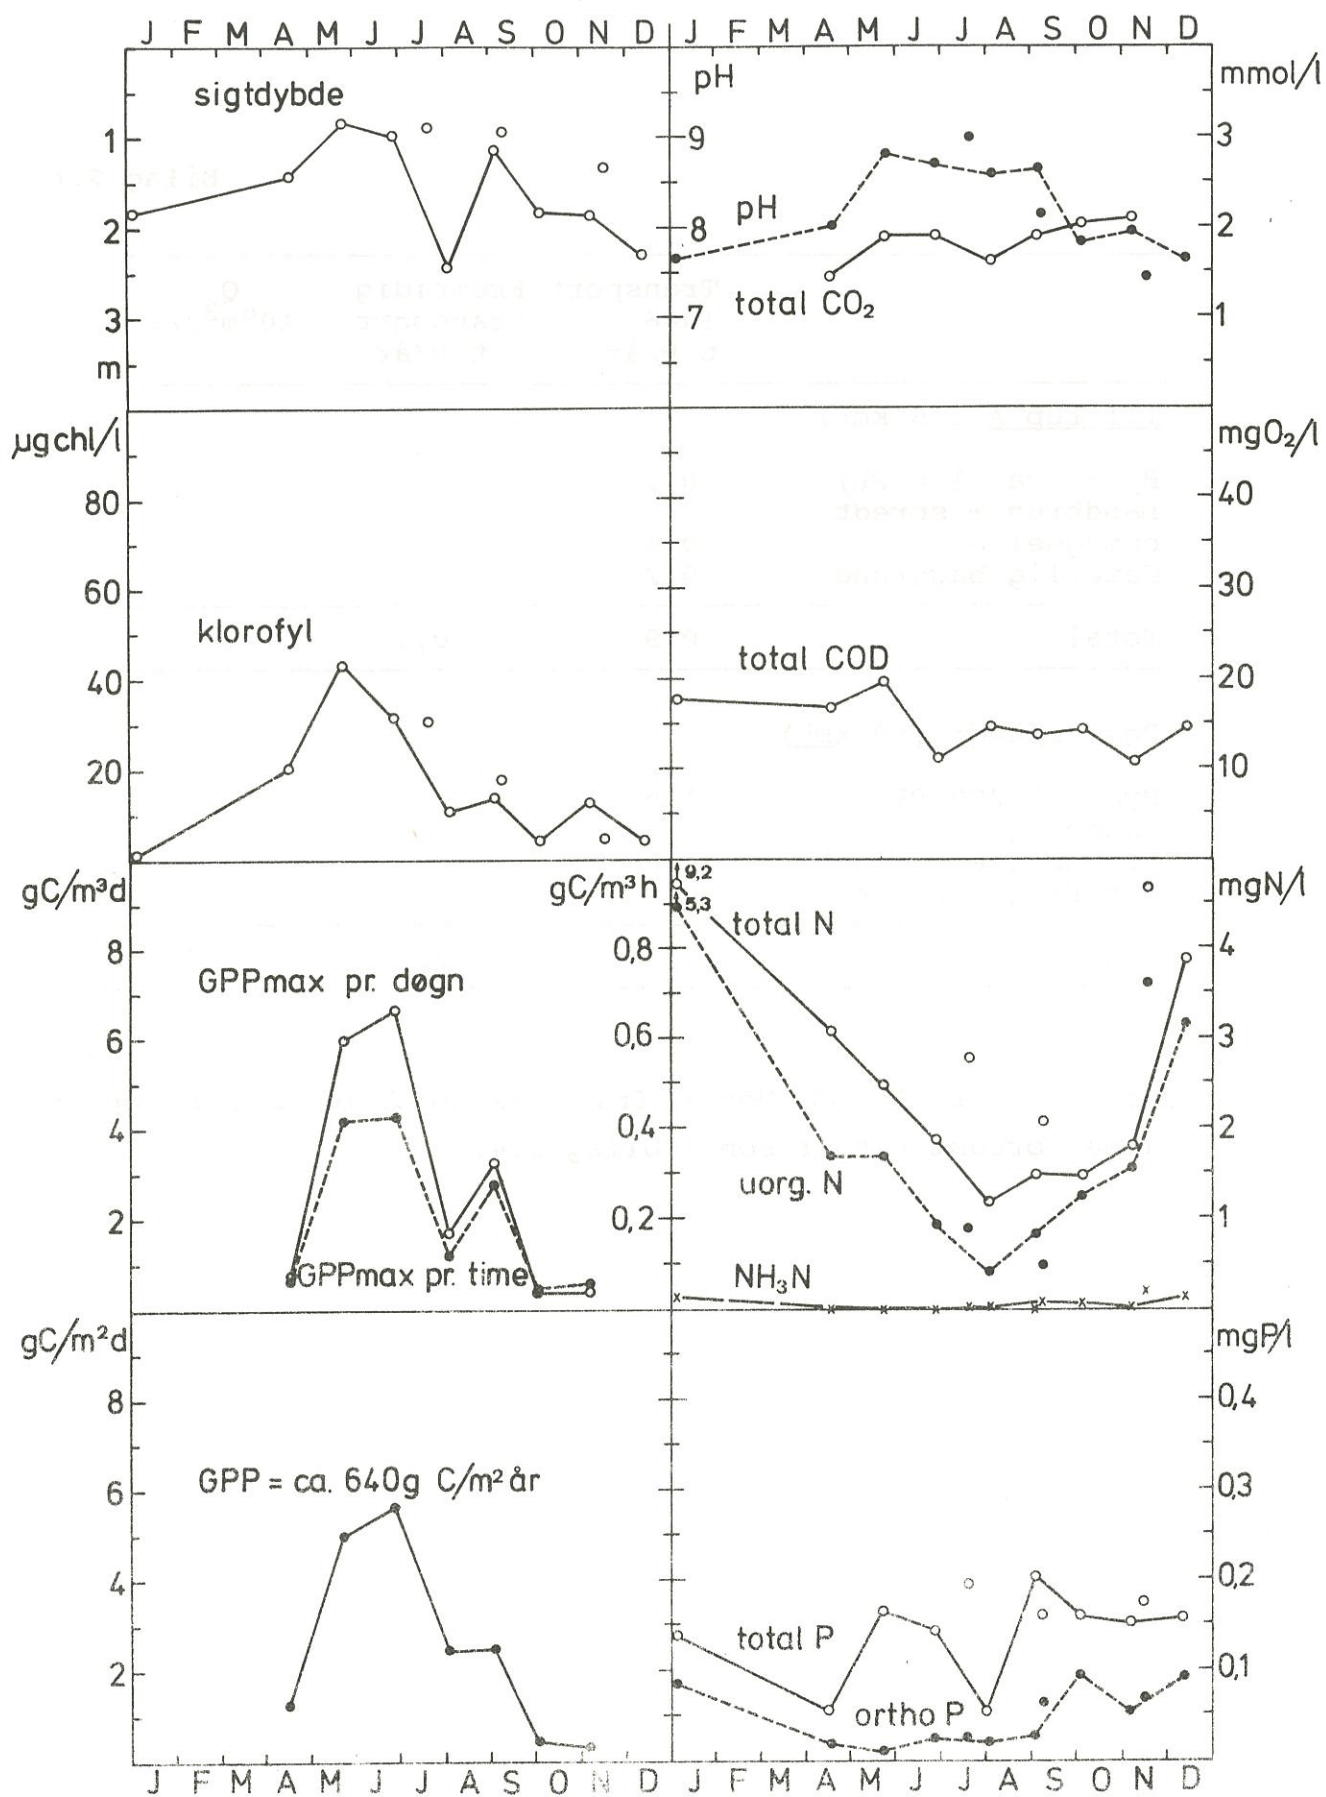 J F M A M J J A S O N D J F M A M J J A S O N D
sigtdybde
1
2
3
m
pH
9
8
7
pH
total CO₂
mmol/l
3
2
1
µgchl/l
80
60
40
20
klorofyl
total COD
mgO₂/l
40
30
20
10
gC/m³d
8
6
4
2
GPPmax pr. døgn
GPPmax pr. time
gC/m³h
0,8
0,6
0,4
0,2
9,2
5,3
total N
uorg. N
NH₃N
mgN/l
4
3
2
1
gC/m²d
8
6
4
2
GPP = ca. 640g C/m² år
total P
ortho P
mgP/l
0,4
0,3
0,2
0,1
J F M A M J J A S O N D J F M A M J J A S O N D